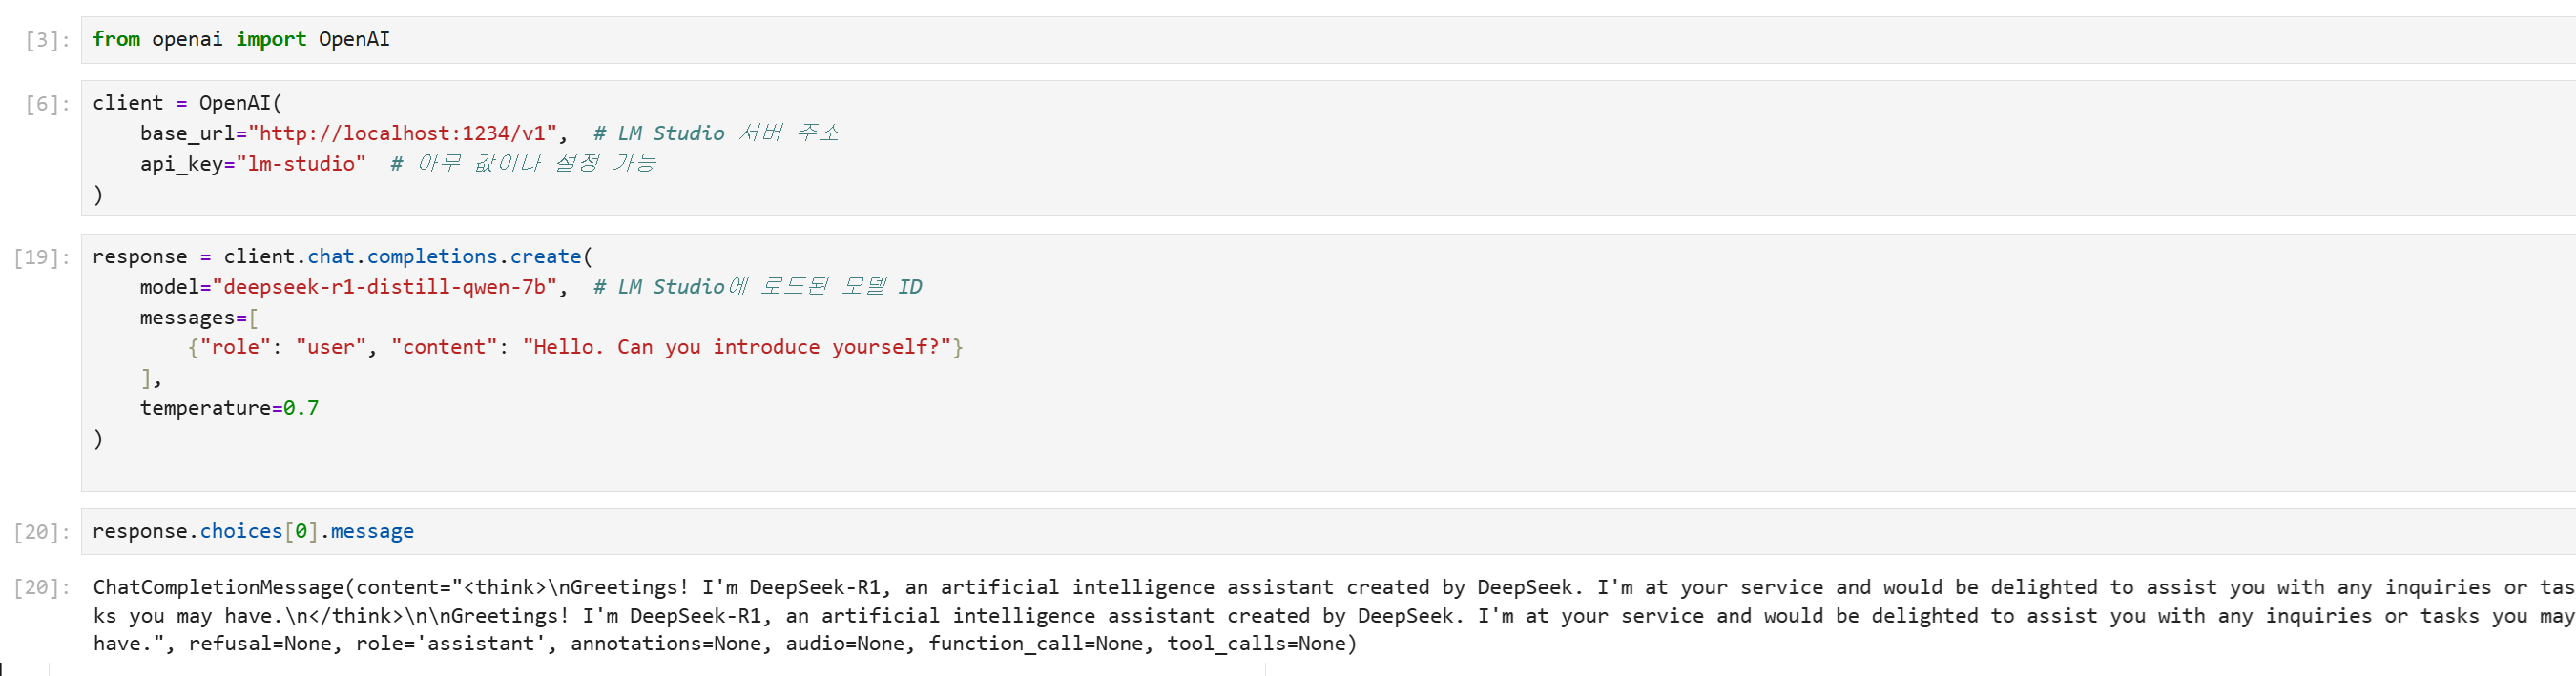 [3]: from openai import OpenAI
[6]: client = OpenAI(
    base_url="http://localhost:1234/v1",  # LM Studio 서버 주소
    api_key="lm-studio"  # 아무 값이나 설정 가능
)
[19]: response = client.chat.completions.create(
    model="deepseek-r1-distill-qwen-7b",  # LM Studio에 로드된 모델 ID
    messages=[
        {"role": "user", "content": "Hello. Can you introduce yourself?"}
    ],
    temperature=0.7
)
[20]: response.choices[0].message
[20]: ChatCompletionMessage(content="<think>\nGreetings! I'm DeepSeek-R1, an artificial intelligence assistant created by DeepSeek. I'm at your service and would be delighted to assist you with any inquiries or tas
ks you may have.\n</think>\n\nGreetings! I'm DeepSeek-R1, an artificial intelligence assistant created by DeepSeek. I'm at your service and would be delighted to assist you with any inquiries or tasks you may
have.", refusal=None, role='assistant', annotations=None, audio=None, function_call=None, tool_calls=None)